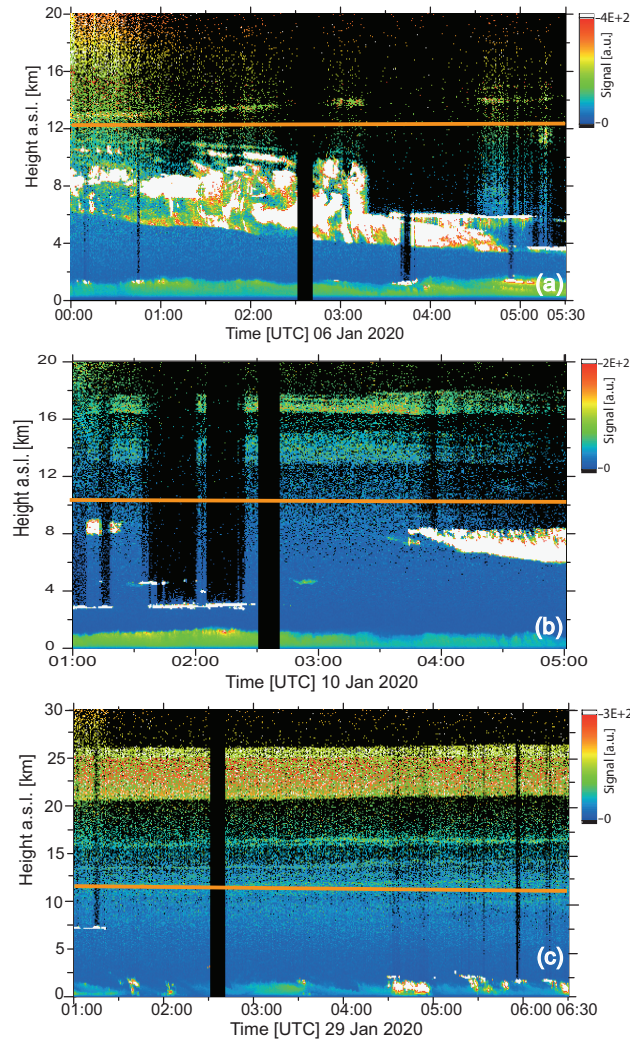 20
16
12
8
4
0
Height a.s.l. [km]
4E+2
0
Signal [a.u.]
(a)
00:00 01:00 02:00 03:00 04:00 05:00 05:30
Time [UTC] 06 Jan 2020
20
16
12
8
4
0
Height a.s.l. [km]
2E+2
0
Signal [a.u.]
(b)
01:00 02:00 03:00 04:00 05:00
Time [UTC] 10 Jan 2020
30
25
20
15
10
5
0
Height a.s.l. [km]
3E+2
0
Signal [a.u.]
(c)
01:00 02:00 03:00 04:00 05:00 06:00 06:30
Time [UTC] 29 Jan 2020